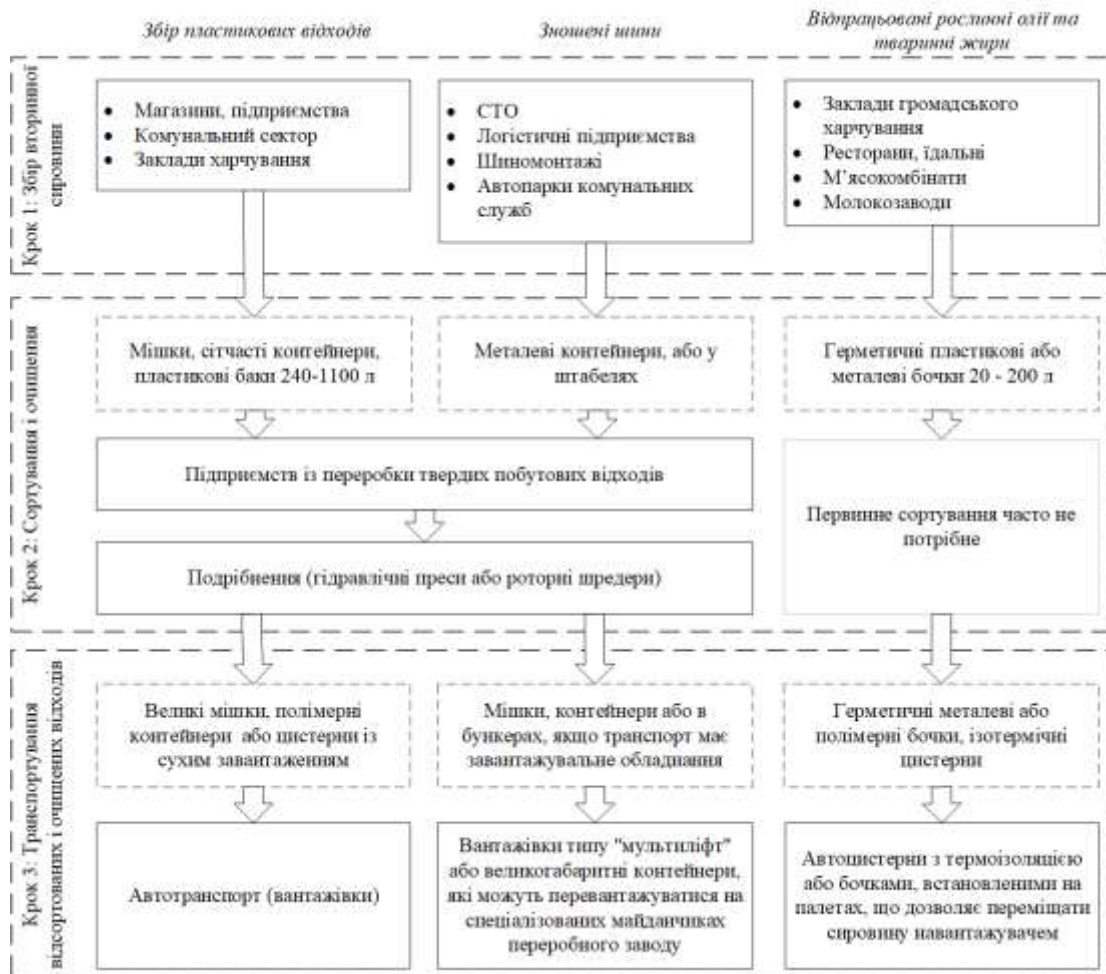 Збір пластикових відходів
Зношені шини
Відпрацьовані рослинні олії та
тваринні жири
Крок 1: Збір вторинної
сировини
• Магазини, підприємства
• Комунальний сектор
• Заклади харчування
• СТО
• Логістичні підприємства
• Шиномонтажі
• Автопарки комунальних
служб
• Заклади громадського
харчування
• Ресторани, їдальні
• М'ясокомбінати
• Молокозаводи
Крок 2: Сортування і очищення
Мішки, сітчасті контейнери,
пластикові баки 240-1100 л
Металеві контейнери, або у
штабелях
Герметичні пластикові або
металеві бочки 20 - 200 л
Підприємств із переробки твердих побутових відходів
Подрібнення (гідравлічні преси або роторні шредери)
Первинне сортування часто не
потрібне
Крок 3: Транспортування
відсортованих і очищених відходів
Великі мішки, полімерні
контейнери або цистерни із
сухим завантаженням
Мішки, контейнери або в
бункерах, якщо транспорт має
завантажувальне обладнання
Герметичні металеві або
полімерні бочки, ізотермічні
цистерни
Автотранспорт (вантажівки)
Вантажівки типу "мультиліфт"
або великогабаритні контейнери,
які можуть перевантажуватися на
спеціалізованих майданчиках
переробного заводу
Автоцистерни з термоізоляцією
або бочками, встановленими на
палетах, що дозволяє переміщати
сировину навантажувачем